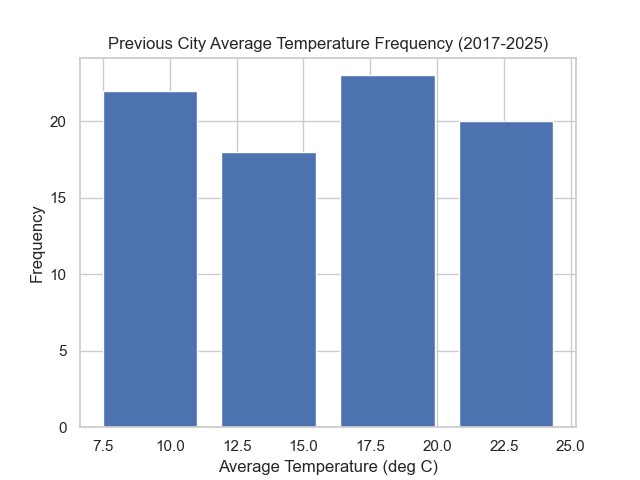 Previous City Average Temperature Frequency (2017-2025)
Frequency
20
15
10
5
0
7.5 10.0 12.5 15.0 17.5 20.0 22.5 25.0
Average Temperature (deg C)